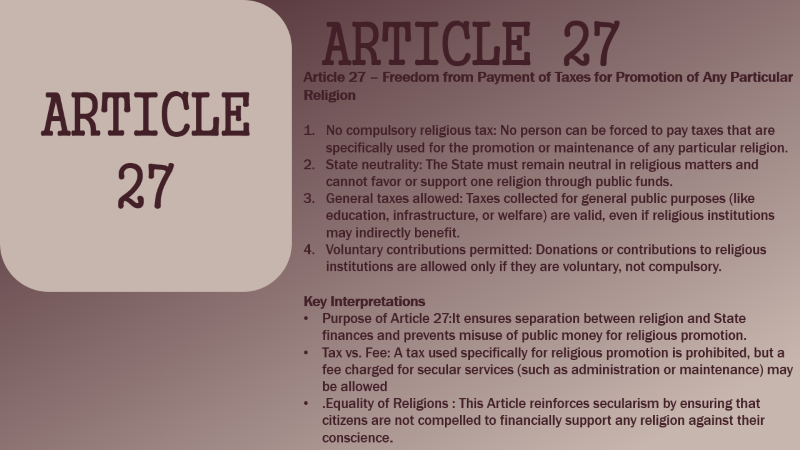 ARTICLE
27
ARTICLE 27
Article 27 – Freedom from Payment of Taxes for Promotion of Any Particular
Religion
1. No compulsory religious tax: No person can be forced to pay taxes that are
specifically used for the promotion or maintenance of any particular religion.
2. State neutrality: The State must remain neutral in religious matters and
cannot favor or support one religion through public funds.
3. General taxes allowed: Taxes collected for general public purposes (like
education, infrastructure, or welfare) are valid, even if religious institutions
may indirectly benefit.
4. Voluntary contributions permitted: Donations or contributions to religious
institutions are allowed only if they are voluntary, not compulsory.
Key Interpretations
• Purpose of Article 27:It ensures separation between religion and State
finances and prevents misuse of public money for religious promotion.
• Tax vs. Fee: A tax used specifically for religious promotion is prohibited, but a
fee charged for secular services (such as administration or maintenance) may
be allowed
• .Equality of Religions : This Article reinforces secularism by ensuring that
citizens are not compelled to financially support any religion against their
conscience.